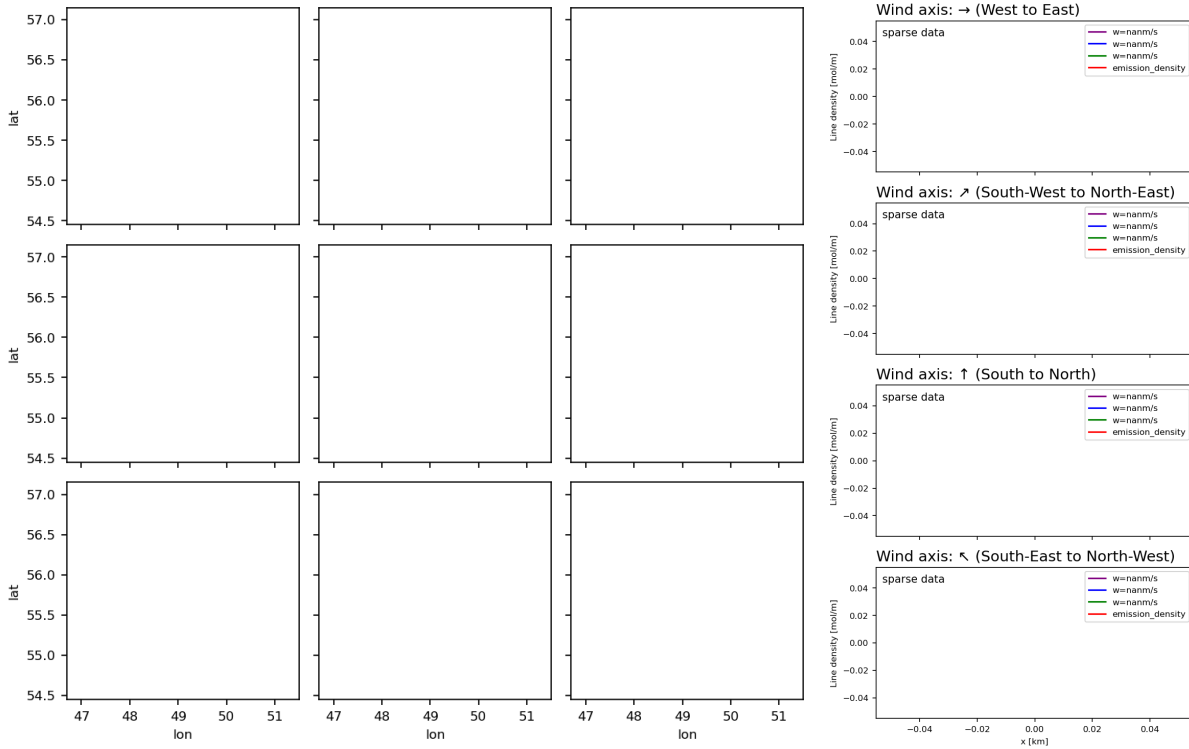 57.0
56.5
56.0
55.5
55.0
54.5
lat
57.0
56.5
56.0
55.5
55.0
54.5
lat
57.0
56.5
56.0
55.5
55.0
54.5
lat
47 48 49 50 51
lon
47 48 49 50 51
lon
47 48 49 50 51
lon
Wind axis: → (West to East)
sparse data
w=nanm/s
w=nanm/s
w=nanm/s
emission_density
0.04
0.02
0.00
−0.02
−0.04
Line density [mol/m]
Wind axis: ↗ (South-West to North-East)
sparse data
w=nanm/s
w=nanm/s
w=nanm/s
emission_density
0.04
0.02
0.00
−0.02
−0.04
Line density [mol/m]
Wind axis: ↑ (South to North)
sparse data
w=nanm/s
w=nanm/s
w=nanm/s
emission_density
0.04
0.02
0.00
−0.02
−0.04
Line density [mol/m]
Wind axis: ↖ (South-East to North-West)
sparse data
w=nanm/s
w=nanm/s
w=nanm/s
emission_density
0.04
0.02
0.00
−0.02
−0.04
Line density [mol/m]
−0.04 −0.02 0.00 0.02 0.04
x [km]